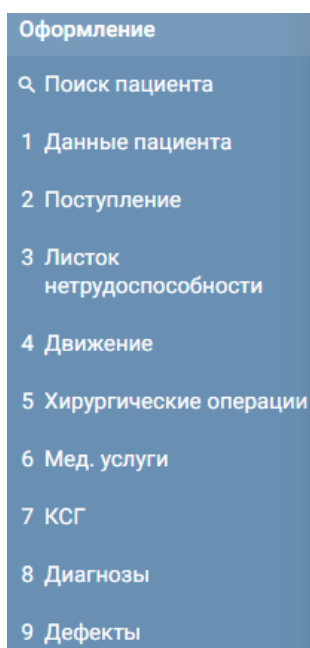 Оформление
Поиск пациента
1 Данные пациента
2 Поступление
3 Листок
нетрудоспособности
4 Движение
5 Хирургические операции
6 Мед. услуги
7 КСГ
8 Диагнозы
9 Дефекты